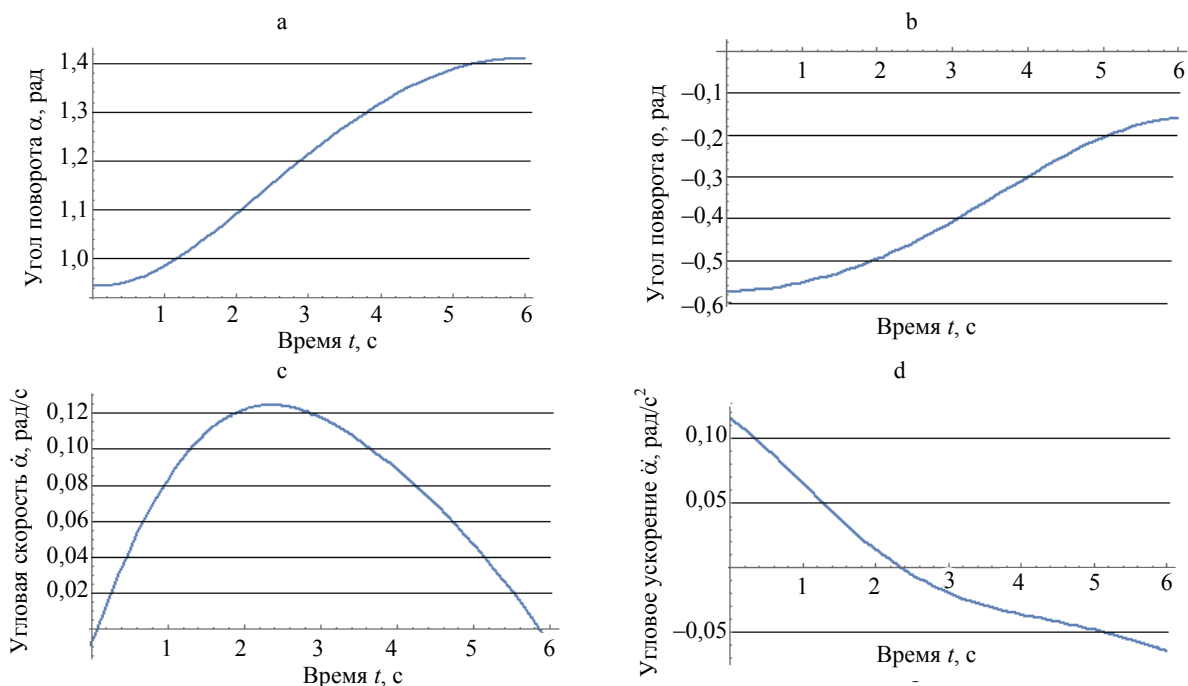 a
Угол поворота α, рад
1,4
1,3
1,2
1,1
1,0
1 2 3 4 5 6
Время t, с
b
Угол поворота φ, рад
1 2 3 4 5 6
–0,1
–0,2
–0,3
–0,4
–0,5
–0,6
Время t, с
c
Угловая скорость α̇, рад/с
0,12
0,10
0,08
0,06
0,04
0,02
1 2 3 4 5 6
Время t, с
d
Угловое ускорение α̈, рад/с²
0,10
0,05
1 2 3 4 5 6
–0,05
Время t, с